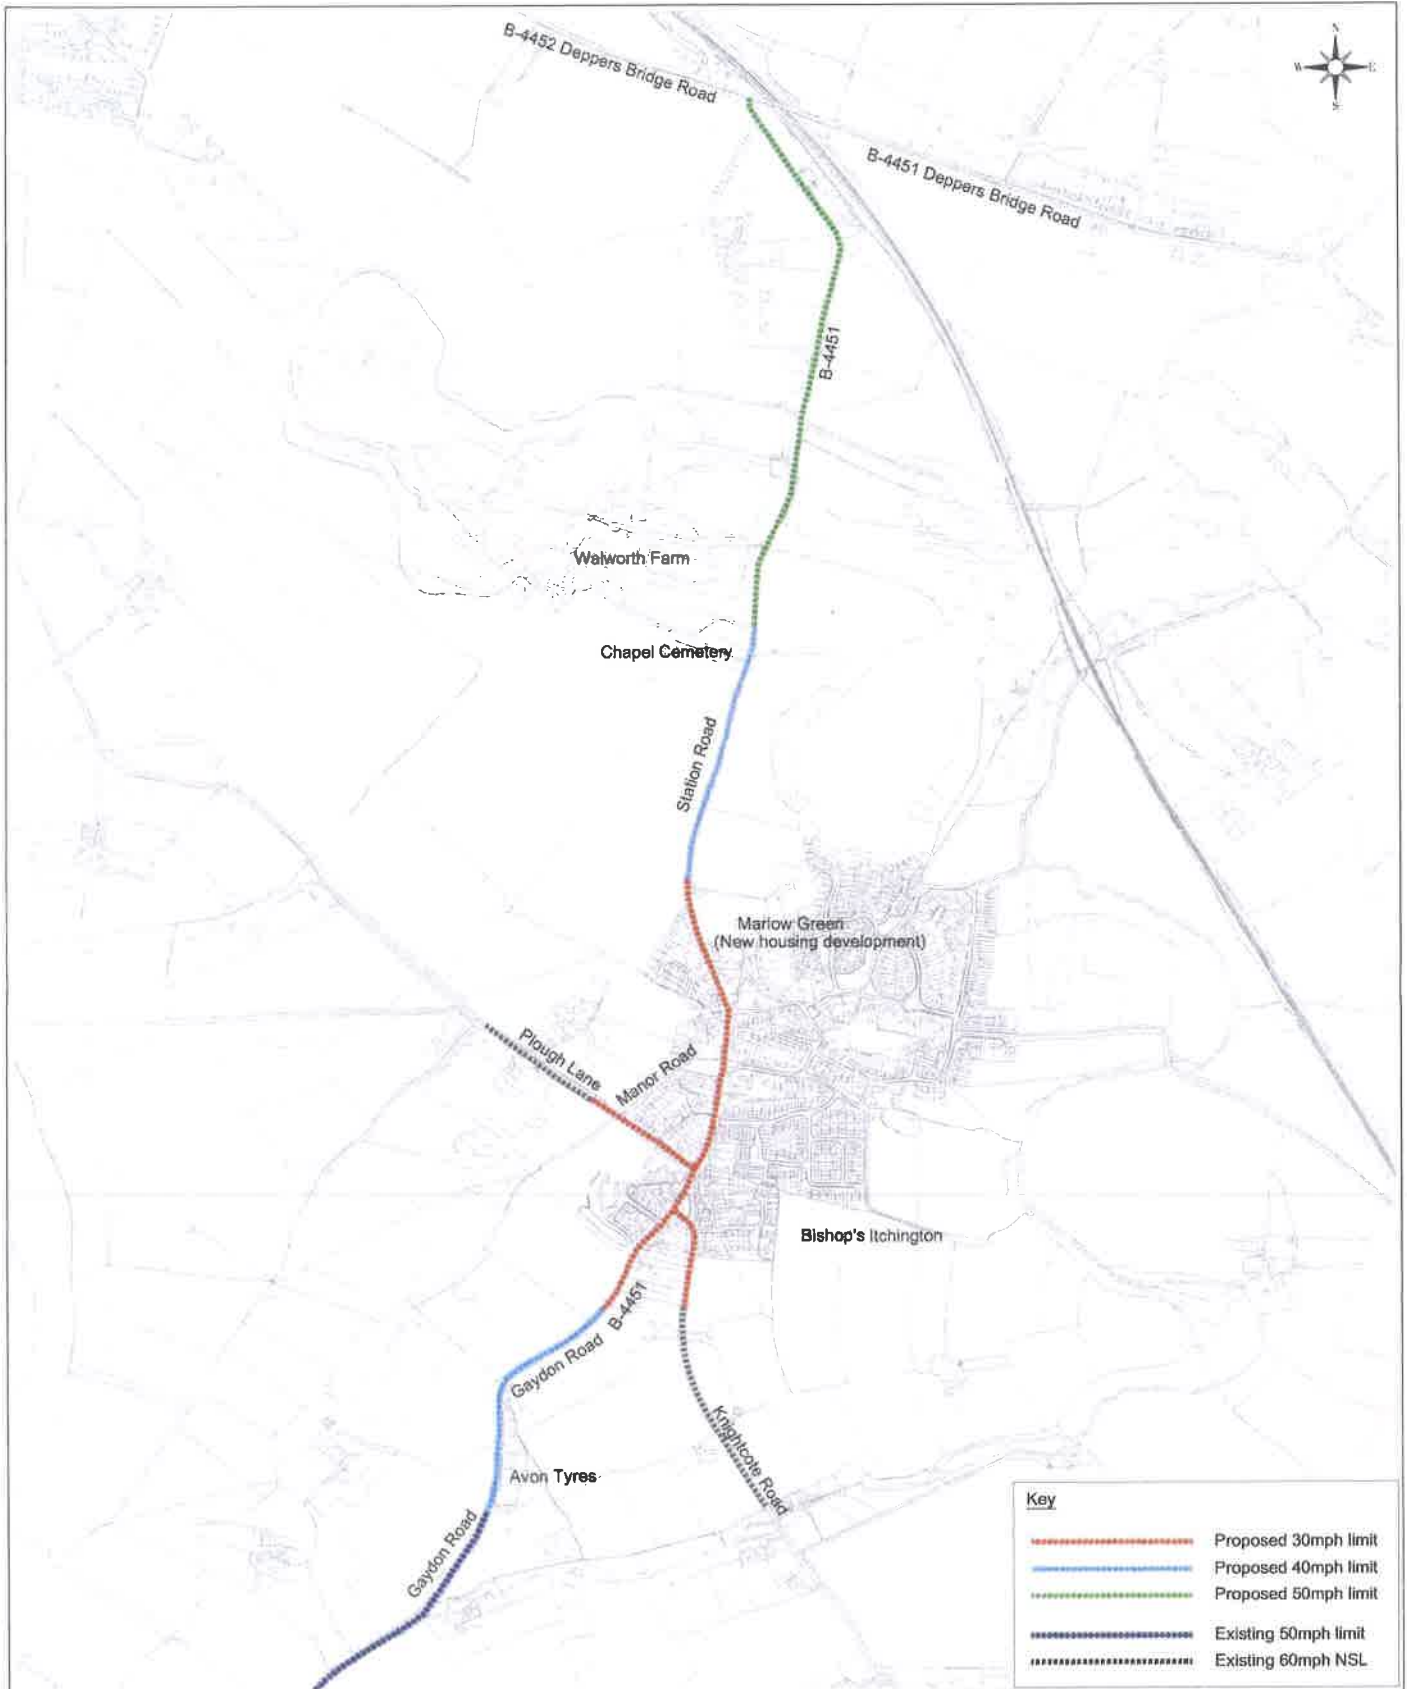 B-4452 Deppers Bridge Road
N
W
E
S
B-4451 Deppers Bridge Road
B-4451
Walworth Farm
Chapel Cemetery
Station Road
Marlow Green
(New housing development)
Plough Lane
Manor Road
Bishop's Itchington
B-4451
Gaydon Road
Knightcote Road
Avon Tyres
Gaydon Road
Key
Proposed 30mph limit
Proposed 40mph limit
Proposed 50mph limit
Existing 50mph limit
Existing 60mph NSL